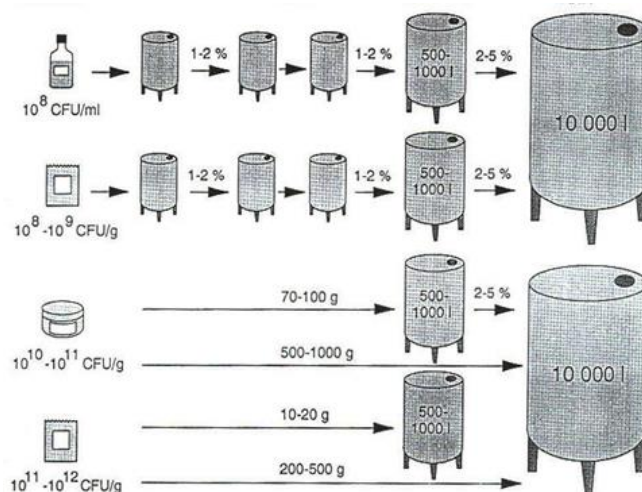 1-2 % 1-2 % 500- 2-5 %
1000 l
10⁸ CFU/ml
10 000 l
1-2 % 1-2 % 500- 2-5 %
1000 l
10⁸-10⁹ CFU/g
70-100 g 500- 2-5 %
1000 l
10¹⁰-10¹¹ CFU/g
500-1000 g
10 000 l
10-20 g 500-
1000 l
10¹¹-10¹² CFU/g
200-500 g